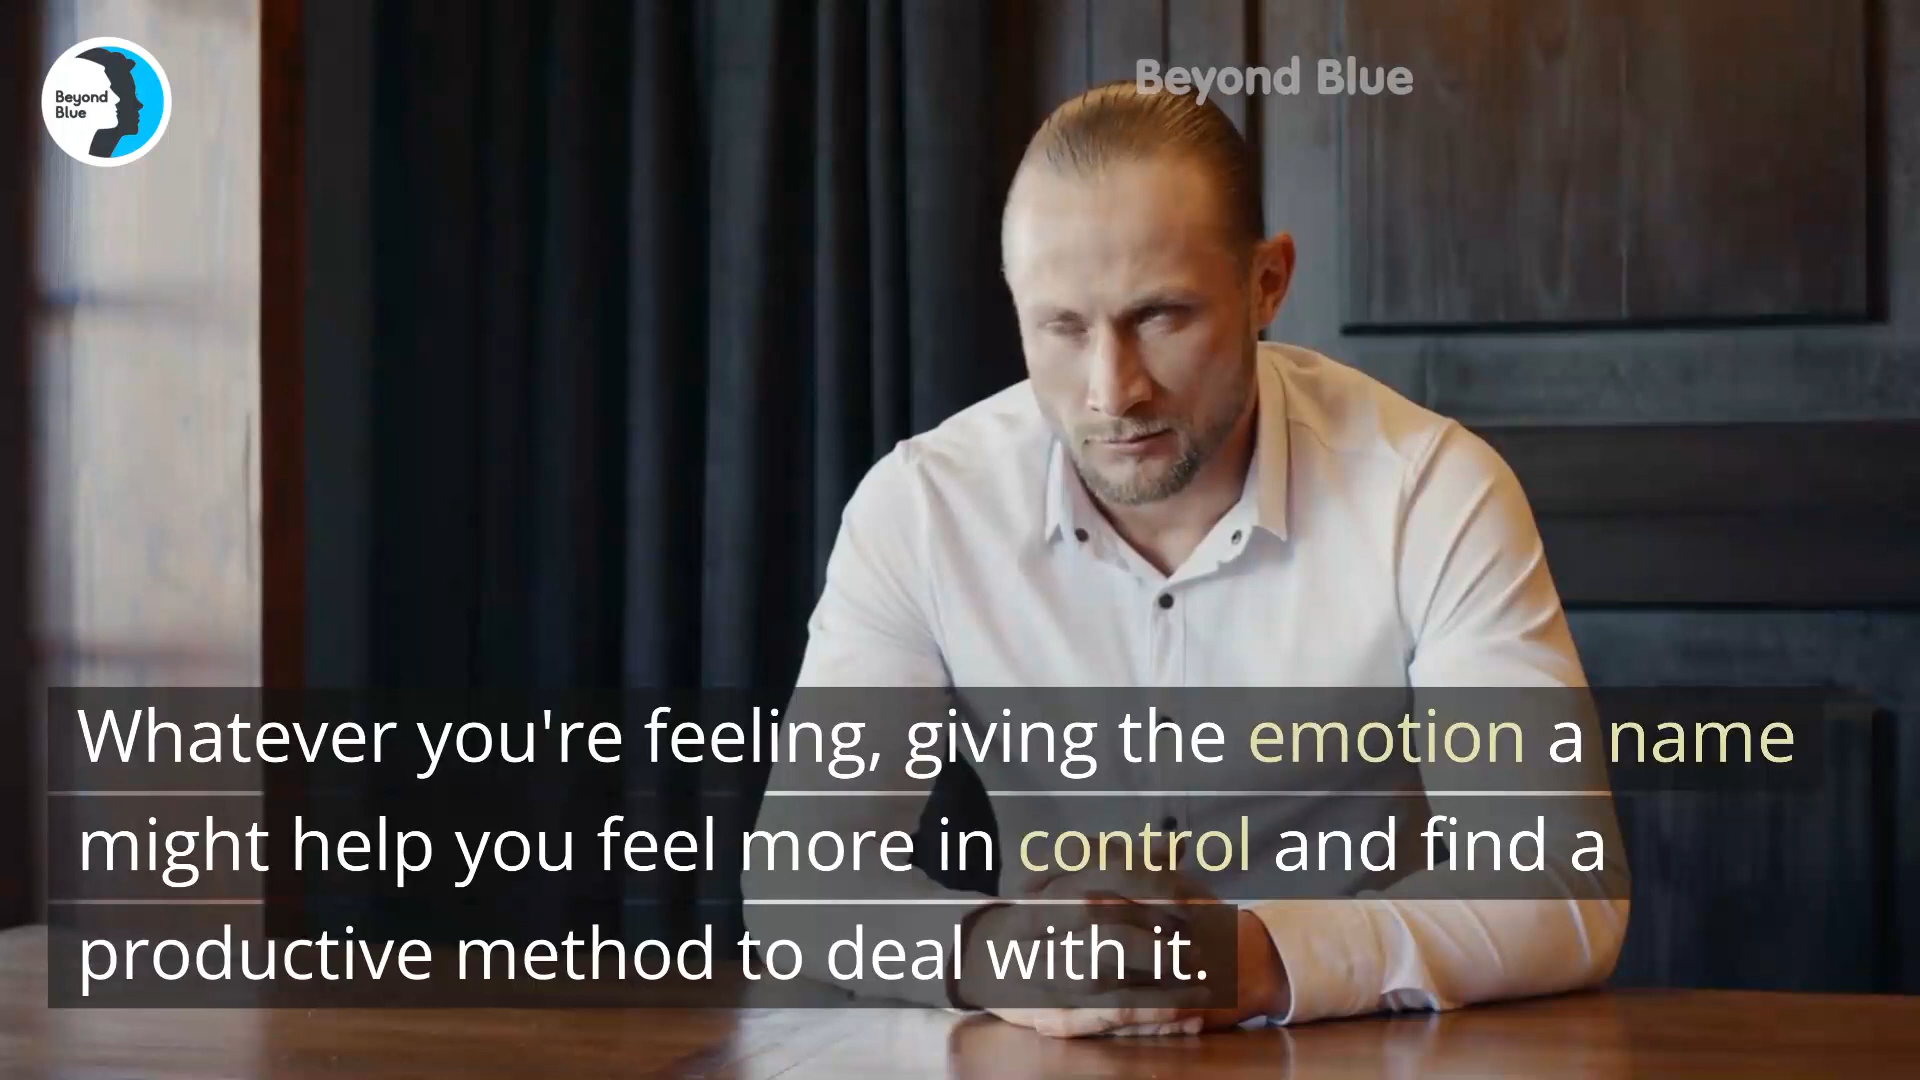 Beyond
Blue
Beyond Blue
Whatever you're feeling, giving the emotion a name
might help you feel more in control and find a
productive method to deal with it.